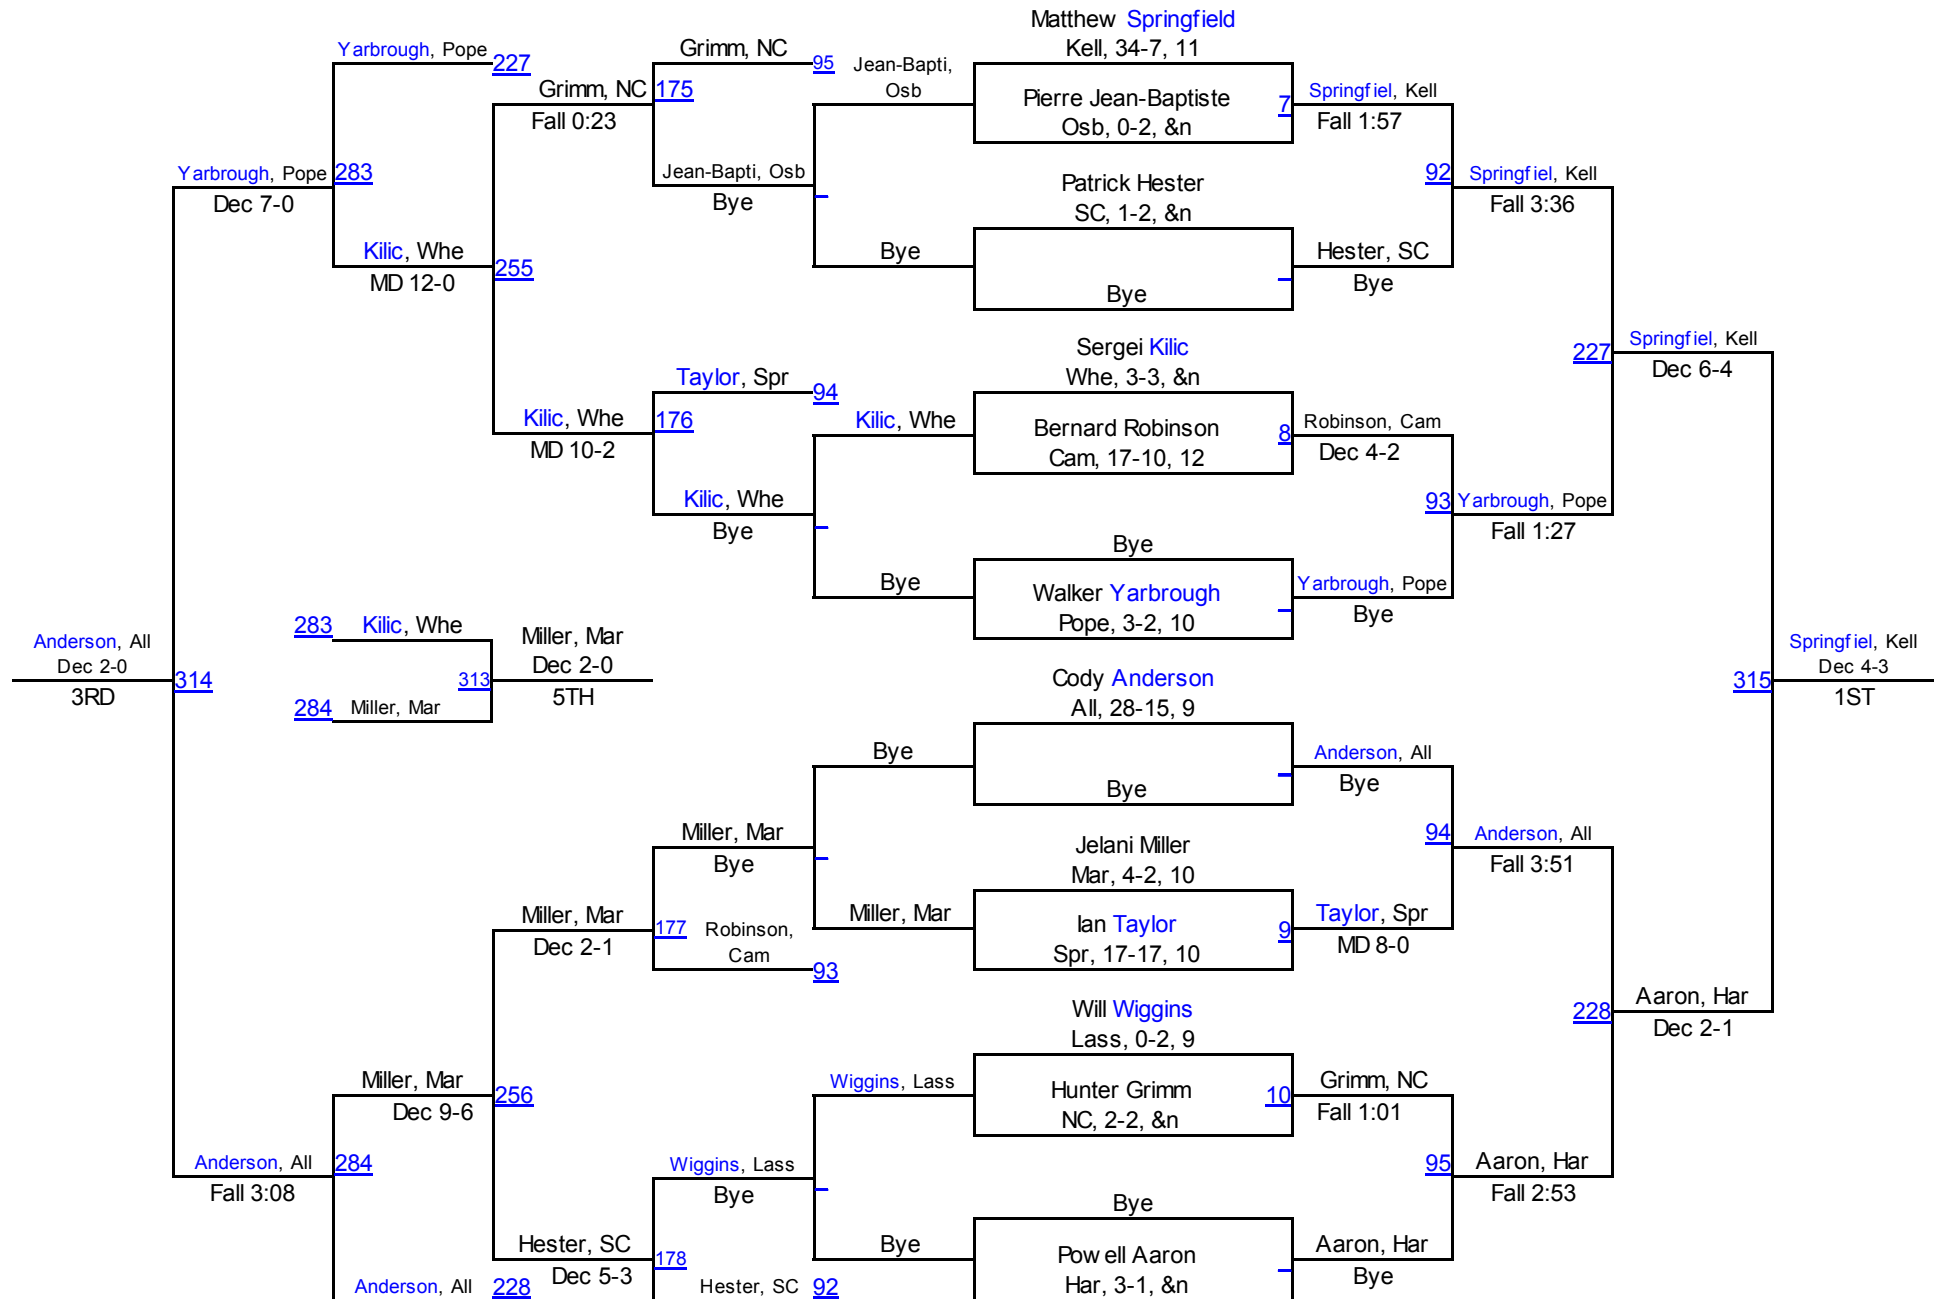 Matthew Springfield
Kell, 34-7, 11
Yarbrough, Pope
227
Grimm, NC
95
Jean-Bapti,
Osb
Grimm, NC
175
Fall 0:23
Pierre Jean-Baptiste
Osb, 0-2, &n
7
Springfiel, Kell
Fall 1:57
Yarbrough, Pope
283
Dec 7-0
Jean-Bapti, Osb
Bye
Patrick Hester
SC, 1-2, &n
92
Springfiel, Kell
Fall 3:36
Kilic, Whe
MD 12-0
255
Bye
Bye
Hester, SC
Bye
Sergei Kilic
Whe, 3-3, &n
227
Springfiel, Kell
Dec 6-4
Taylor, Spr
94
Kilic, Whe
176
MD 10-2
Kilic, Whe
Bernard Robinson
Cam, 17-10, 12
8
Robinson, Cam
Dec 4-2
Kilic, Whe
Bye
93
Yarbrough, Pope
Fall 1:27
Bye
Bye
Walker Yarbrough
Pope, 3-2, 10
Yarbrough, Pope
Bye
283
Kilic, Whe
Miller, Mar
Dec 2-0
5TH
313
284
Miller, Mar
Anderson, All
Dec 2-0
3RD
314
315
Springfiel, Kell
Dec 4-3
1ST
Cody Anderson
All, 28-15, 9
Bye
Bye
Anderson, All
Bye
Miller, Mar
Bye
Jelani Miller
Mar, 4-2, 10
94
Anderson, All
Fall 3:51
Miller, Mar
Dec 2-1
177
Robinson,
Cam
93
Miller, Mar
Ian Taylor
Spr, 17-17, 10
9
Taylor, Spr
MD 8-0
Will Wiggins
Lass, 0-2, 9
228
Aaron, Har
Dec 2-1
Miller, Mar
Dec 9-6
256
Wiggins, Lass
Hunter Grimm
NC, 2-2, &n
10
Grimm, NC
Fall 1:01
Anderson, All
284
Fall 3:08
Wiggins, Lass
Bye
95
Aaron, Har
Fall 2:53
Bye
Hester, SC
Dec 5-3
178
Bye
Powell Aaron
Har, 3-1, &n
Aaron, Har
Bye
Anderson, All
228
Hester, SC
92